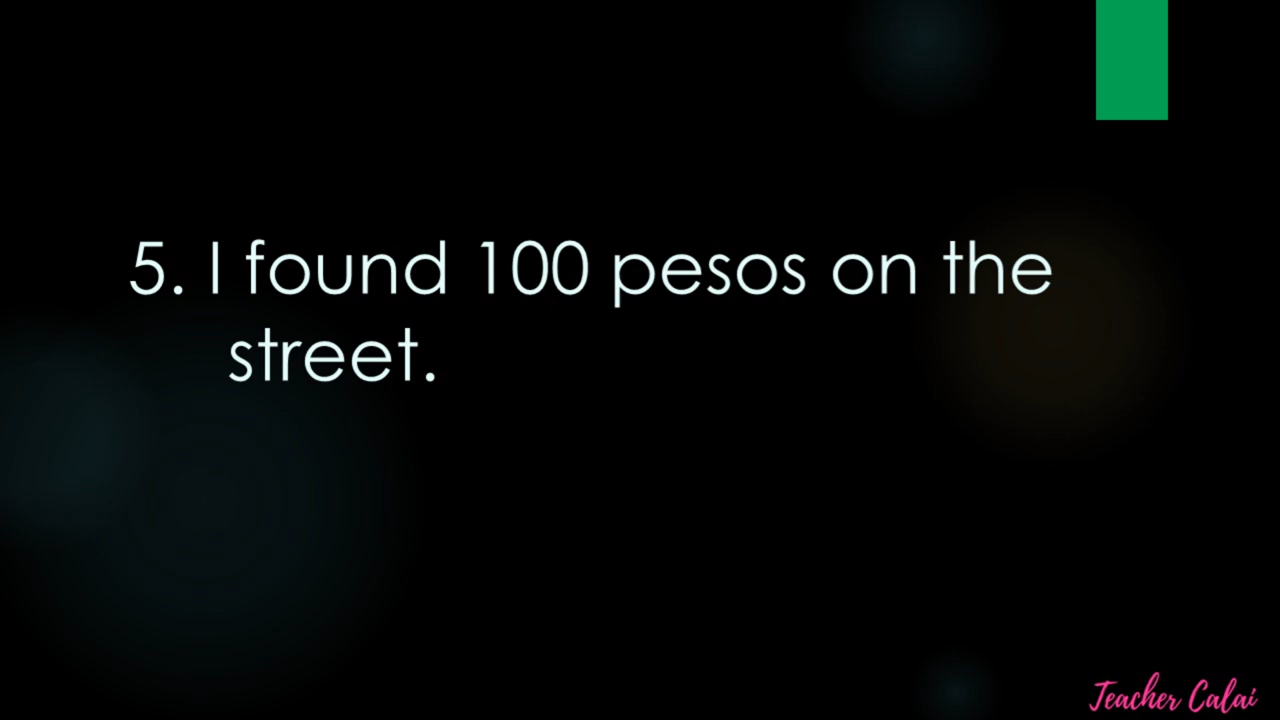 5. I found 100 pesos on the
street.
Teacher Calai